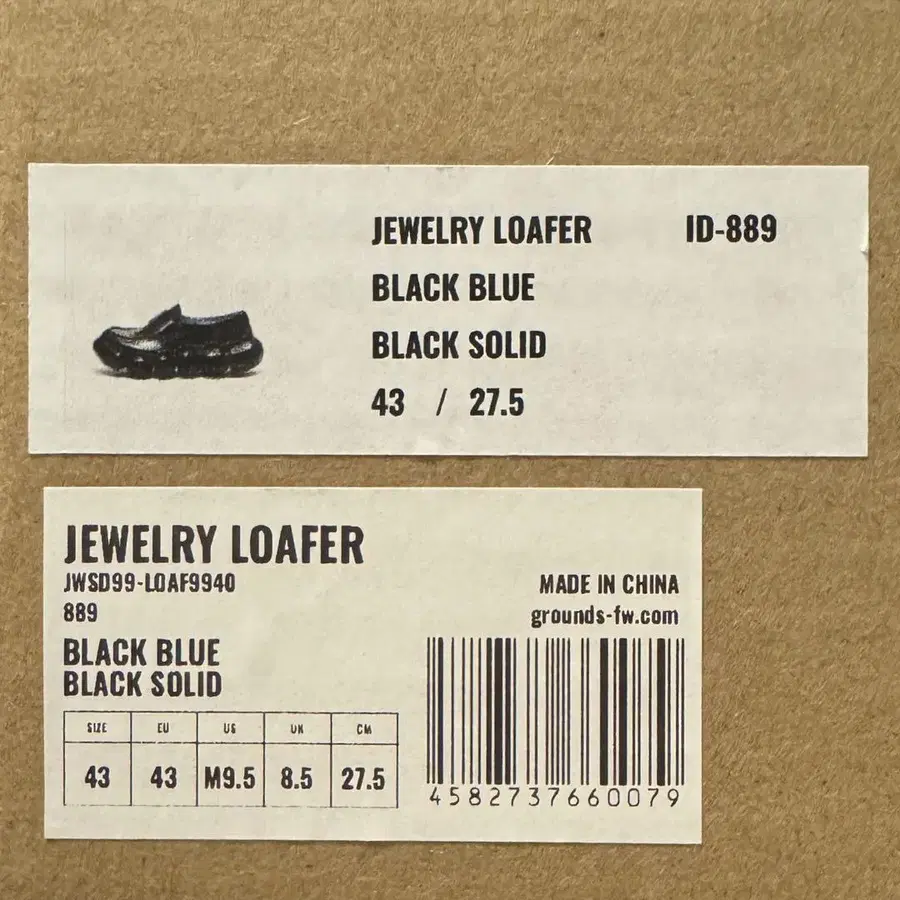 JEWELRY LOAFER ID-889
BLACK BLUE
BLACK SOLID
43 / 27.5
JEWELRY LOAFER
JWSD99-LOAF9940
889
MADE IN CHINA
grounds-fw.com
BLACK BLUE
BLACK SOLID
SIZE EU US UK CM
43 43 M9.5 8.5 27.5
4582737660079